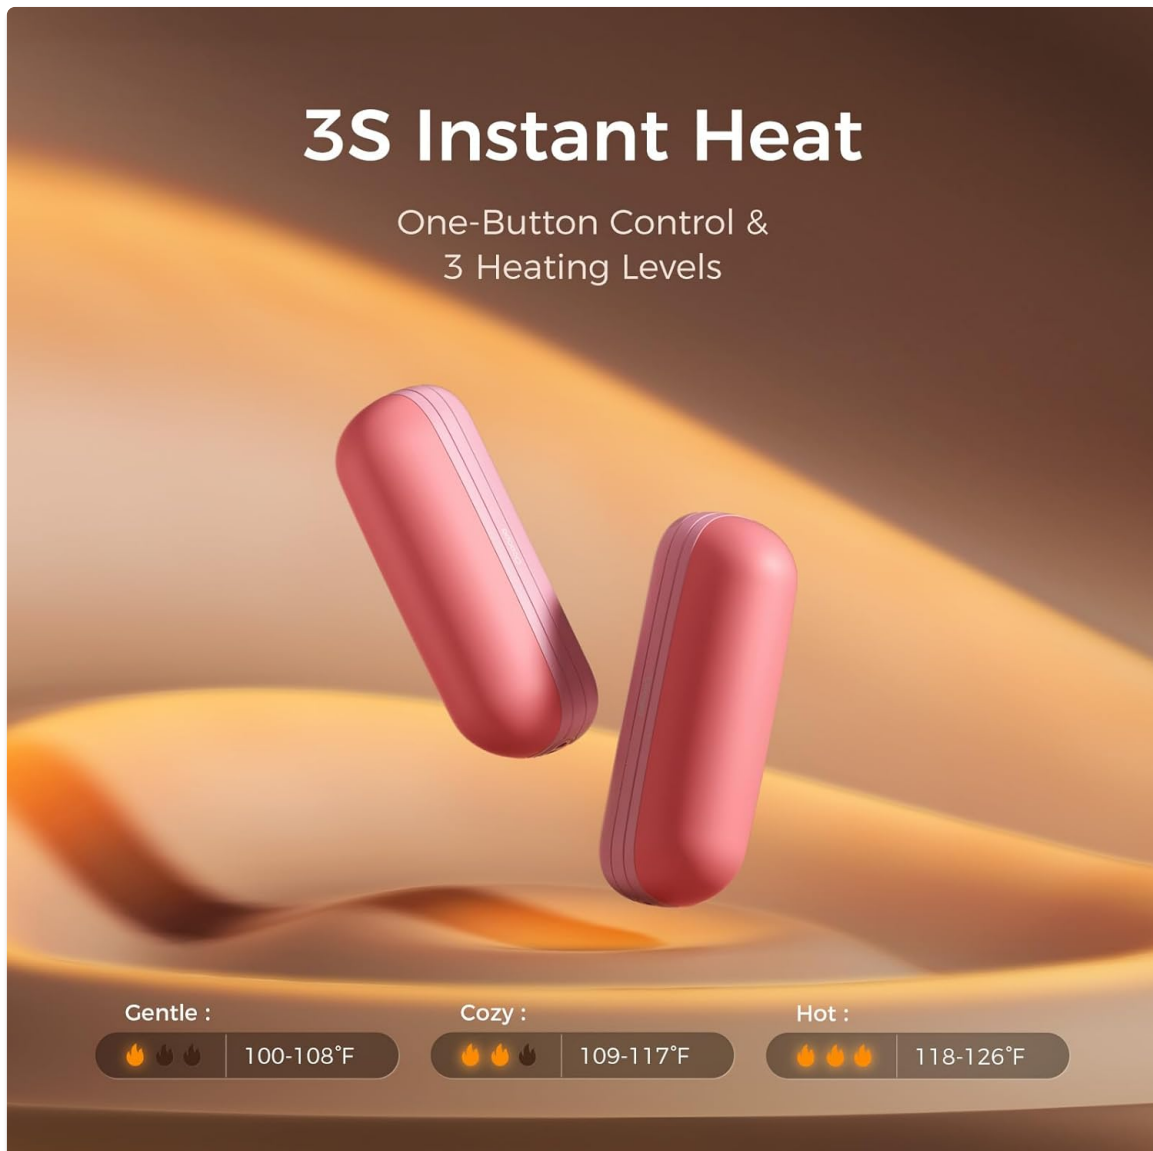 3S Instant Heat
One-Button Control &
3 Heating Levels
Gentle :
100-108°F
Cozy :
109-117°F
Hot :
118-126°F